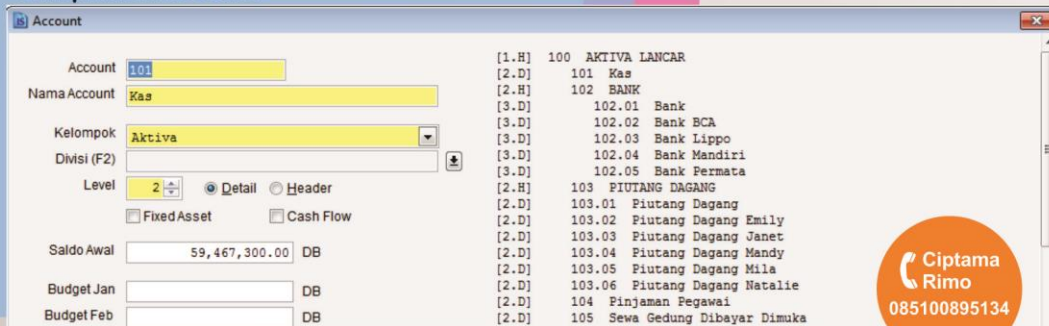 Account
Account 101
Nama Account Kas
Kelompok Aktiva
Divisi (F2)
Level 2 Detail Header
Fixed Asset Cash Flow
Saldo Awal 59,467,300.00 DB
Budget Jan DB
Budget Feb DB
[1.H] 100 AKTIVA LANCAR
[2.D] 101 Kas
[2.H] 102 BANK
[3.D] 102.01 Bank
[3.D] 102.02 Bank BCA
[3.D] 102.03 Bank Lippo
[3.D] 102.04 Bank Mandiri
[3.D] 102.05 Bank Permata
[2.H] 103 PIUTANG DAGANG
[2.D] 103.01 Piutang Dagang
[2.D] 103.02 Piutang Dagang Emily
[2.D] 103.03 Piutang Dagang Janet
[2.D] 103.04 Piutang Dagang Mandy
[2.D] 103.05 Piutang Dagang Mila
[2.D] 103.06 Piutang Dagang Natalie
[2.D] 104 Pinjaman Pegawai
[2.D] 105 Sewa Gedung Dibayar Dimuka
Ciptama
Rimo
085100895134